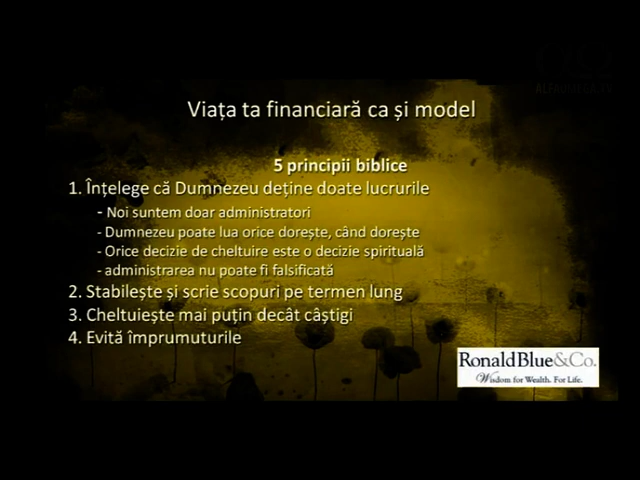 ALFAOMEGA.TV
Viața ta financiară ca și model
5 principii biblice
1. Înțelege că Dumnezeu deține doate lucrurile
- Noi suntem doar administratori
- Dumnezeu poate lua orice dorește, când dorește
- Orice decizie de cheltuire este o decizie spirituală
- administrarea nu poate fi falsificată
2. Stabilește și scrie scopuri pe termen lung
3. Cheltuiește mai puțin decât câștigi
4. Evită împrumuturile
RonaldBlue&Co.
Wisdom for Wealth. For Life.